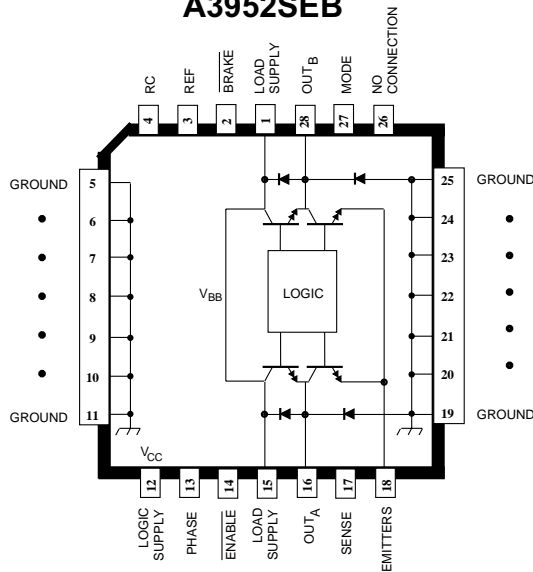 A3952SEB
RC
REF
BRAKE
LOAD
SUPPLY
OUTB
MODE
NO
CONNECTION
4
3
2
1
28
27
26
GROUND
5
25
GROUND
6
24
7
23
8
VBB
LOGIC
22
9
21
10
20
GROUND
11
19
GROUND
VCC
12
13
14
15
16
17
18
LOGIC
SUPPLY
PHASE
ENABLE
LOAD
SUPPLY
OUTA
SENSE
EMITTERS